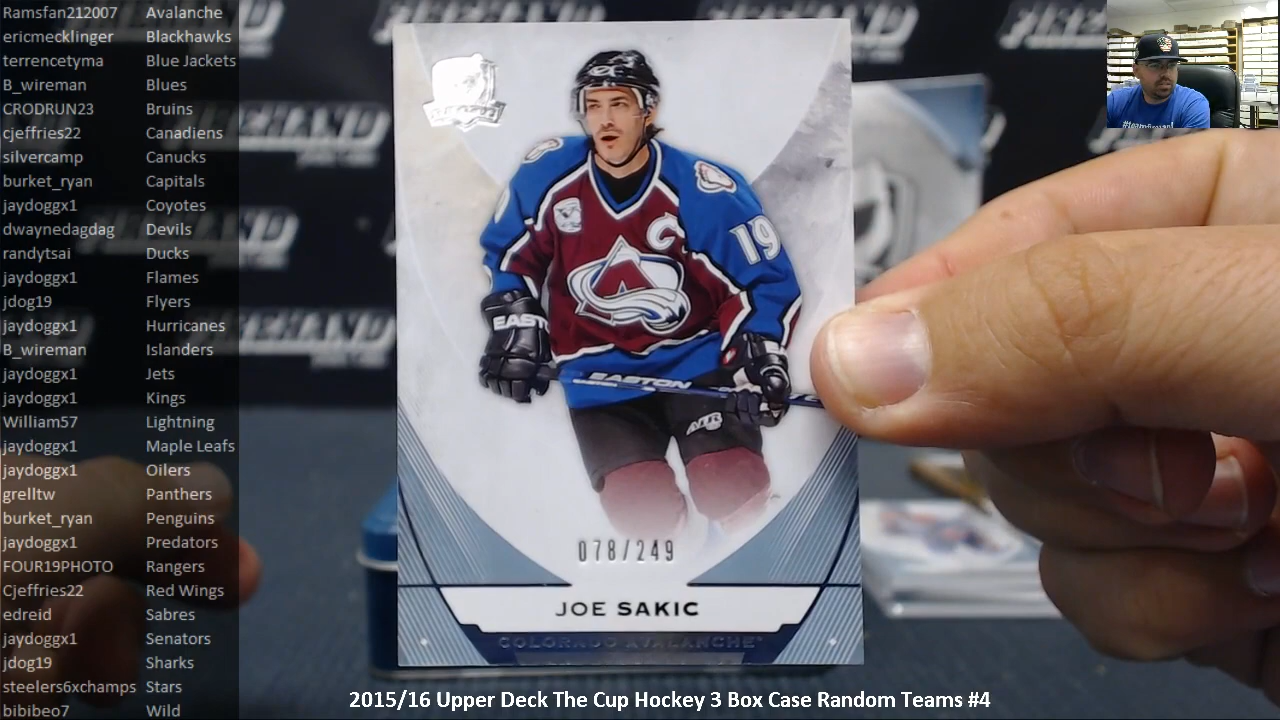 Ramsfan212007 Avalanche
ericmecklinger Blackhawks
terrencetyma Blue Jackets
B_wireman Blues
CRODRUN23 Bruins
cjeffries22 Canadiens
silvercamp Canucks
burket_ryan Capitals
jaydoggx1 Coyotes
dwaynedagdag Devils
randytsai Ducks
jaydoggx1 Flames
jdog19 Flyers
jaydoggx1 Hurricanes
B_wireman Islanders
jaydoggx1 Jets
jaydoggx1 Kings
William57 Lightning
jaydoggx1 Maple Leafs
jaydoggx1 Oilers
grelltw Panthers
burket_ryan Penguins
jaydoggx1 Predators
FOUR19PHOTO Rangers
Cjeffries22 Red Wings
edreid Sabres
jaydoggx1 Senators
jdog19 Sharks
steelers6xchamps Stars
bibibeo7 Wild
C
19
A
EASTON
EASTON
078/249
JOE SAKIC
COLORADO AVALANCHE
2015/16 Upper Deck The Cup Hockey 3 Box Case Random Teams #4